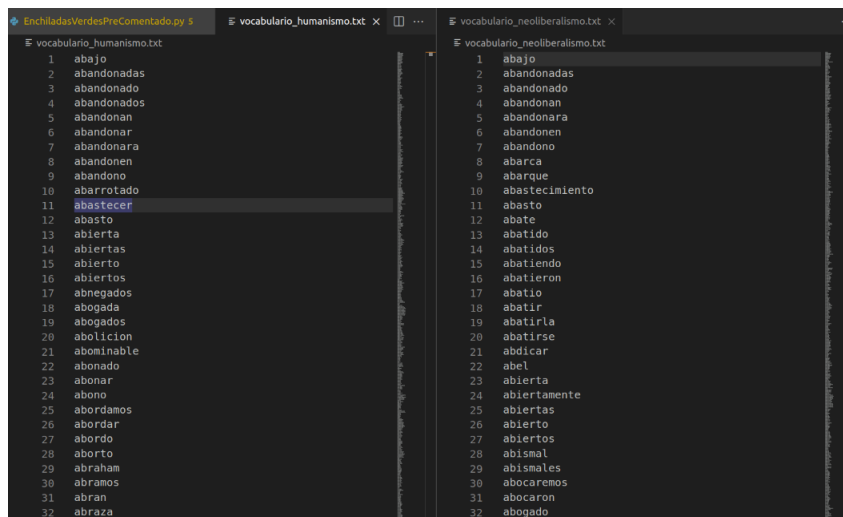 EnchiladasVerdesPreComentado.py 5
vocabulario_humanismo.txt
vocabulario_humanismo.txt
1 abajo
2 abandonadas
3 abandonado
4 abandonados
5 abandonan
6 abandonar
7 abandonara
8 abandonen
9 abandono
10 abarrotado
11 abastecer
12 abasto
13 abierta
14 abiertas
15 abierto
16 abiertos
17 abnegados
18 abogada
19 abogados
20 abolicion
21 abominable
22 abonado
23 abonar
24 abono
25 abordamos
26 abordar
27 abordo
28 aborto
29 abraham
30 abramos
31 abran
32 abraza
vocabulario_neoliberalismo.txt
vocabulario_neoliberalismo.txt
1 abajo
2 abandonadas
3 abandonado
4 abandonan
5 abandonara
6 abandonen
7 abandono
8 abarca
9 abarque
10 abastecimiento
11 abasto
12 abate
13 abatido
14 abatidos
15 abatiendo
16 abatieron
17 abatio
18 abatir
19 abatirla
20 abatirse
21 abdicar
22 abel
23 abierta
24 abiertamente
25 abiertas
26 abierto
27 abiertos
28 abismal
29 abismales
30 abocaremos
31 abocaron
32 abogado